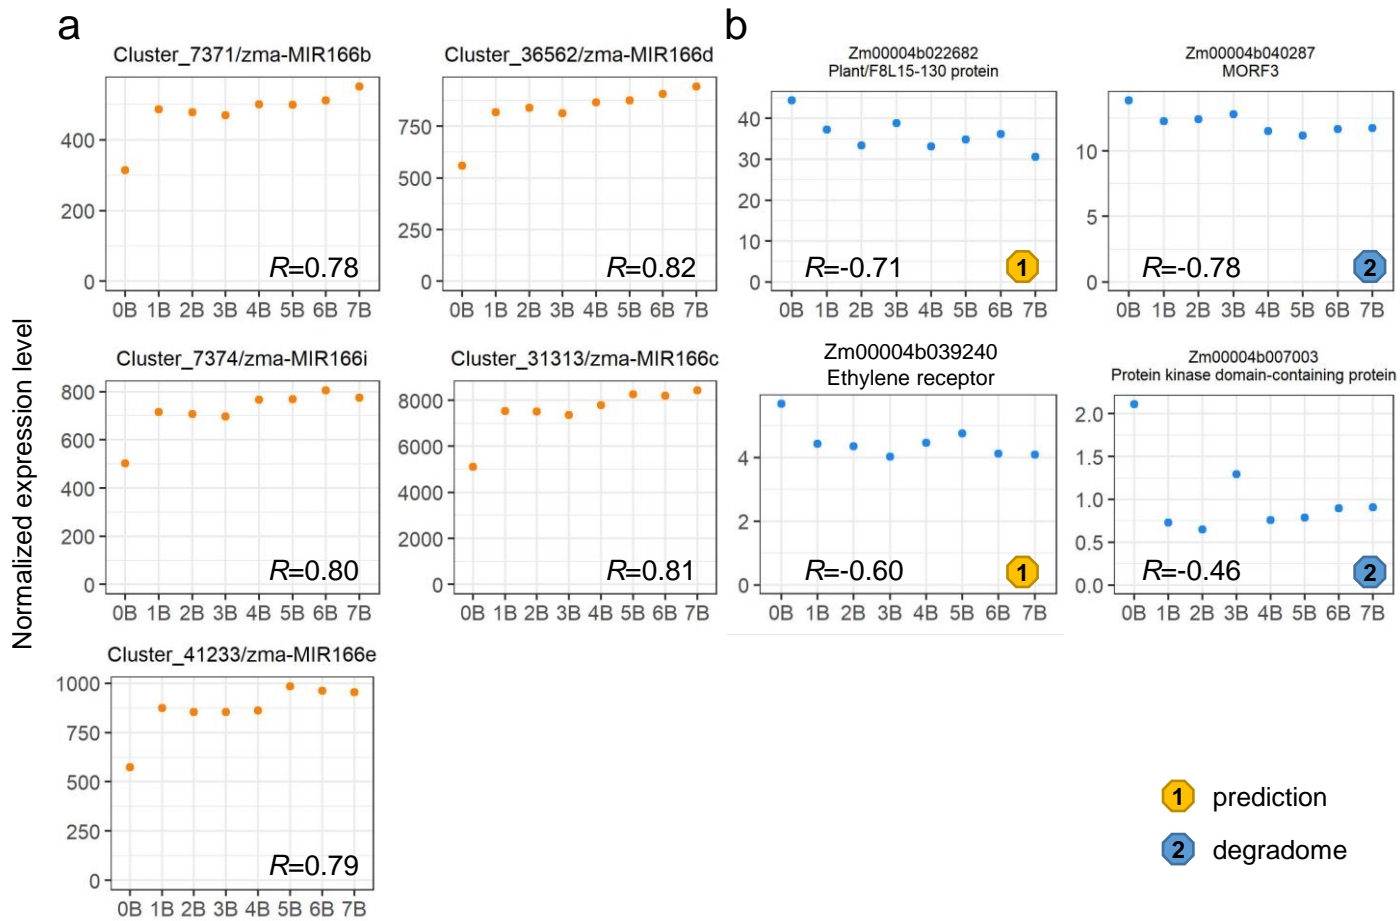 a
b
Normalized expression level
Cluster_7371/zma-MIR166b
400
200
0
R=0.78
0B 1B 2B 3B 4B 5B 6B 7B
Cluster_36562/zma-MIR166d
750
500
250
0
R=0.82
0B 1B 2B 3B 4B 5B 6B 7B
Zm00004b022682
Plant/F8L15-130 protein
40
30
20
10
0
R=-0.71
1
0B 1B 2B 3B 4B 5B 6B 7B
Zm00004b040287
MORF3
10
5
0
R=-0.78
2
0B 1B 2B 3B 4B 5B 6B 7B
Cluster_7374/zma-MIR166i
800
600
400
200
0
R=0.80
0B 1B 2B 3B 4B 5B 6B 7B
Cluster_31313/zma-MIR166c
8000
6000
4000
2000
0
R=0.81
0B 1B 2B 3B 4B 5B 6B 7B
Zm00004b039240
Ethylene receptor
4
2
0
R=-0.60
1
0B 1B 2B 3B 4B 5B 6B 7B
Zm00004b007003
Protein kinase domain-containing protein
2.0
1.5
1.0
0.5
0.0
R=-0.46
2
0B 1B 2B 3B 4B 5B 6B 7B
Cluster_41233/zma-MIR166e
1000
750
500
250
0
R=0.79
0B 1B 2B 3B 4B 5B 6B 7B
1 prediction
2 degradome